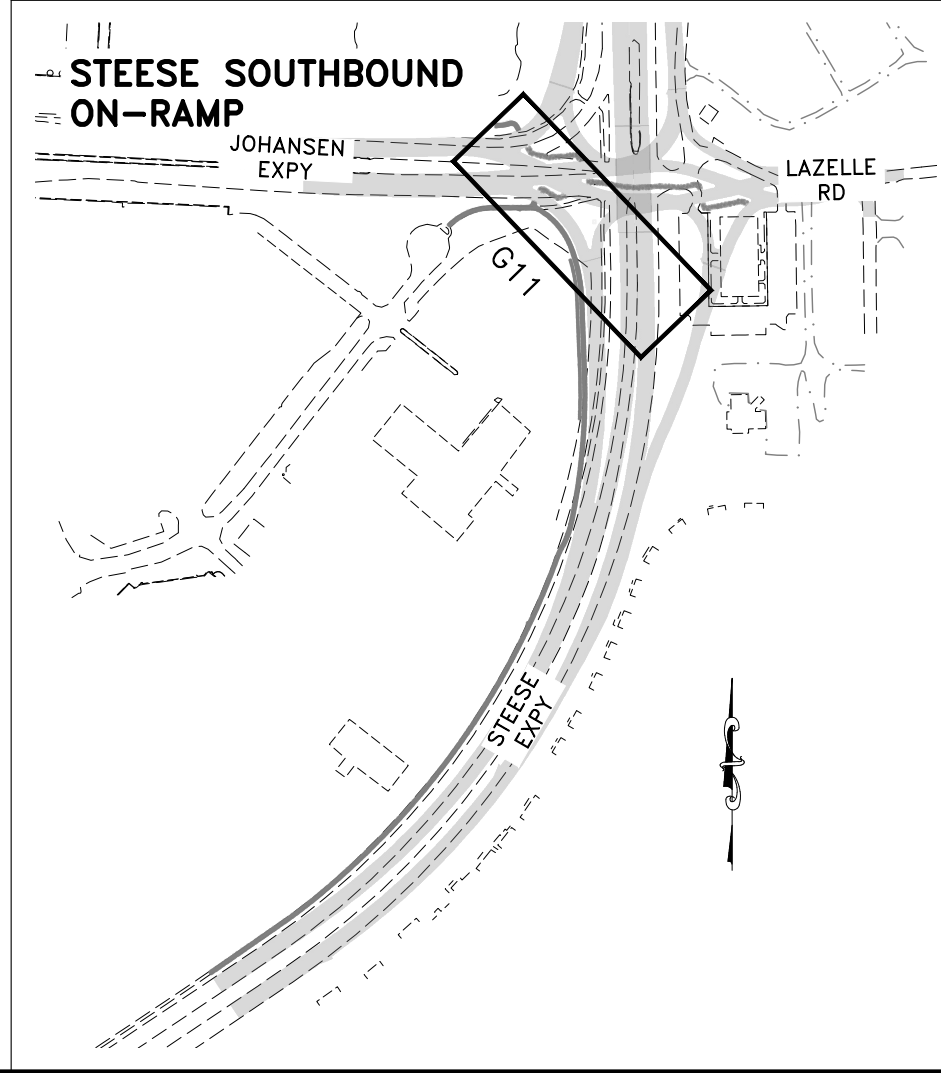 STEESE SOUTHBOUND
ON-RAMP
JOHANSEN
EXPY
LAZELLE
RD
G11
STEESE
EXPY